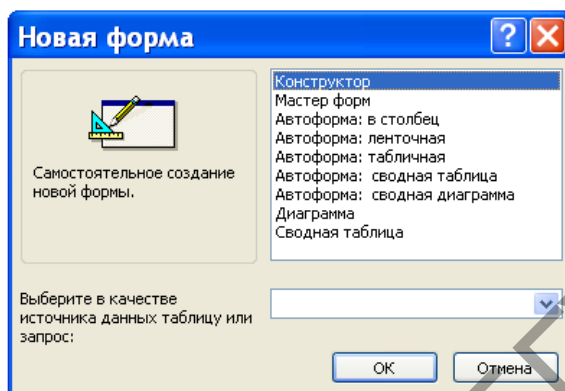 Новая форма
Самостоятельное создание
новой формы.
Конструктор
Мастер форм
Автоформа: в столбец
Автоформа: ленточная
Автоформа: табличная
Автоформа: сводная таблица
Автоформа: сводная диаграмма
Диаграмма
Сводная таблица
Выберите в качестве
источника данных таблицу или
запрос:
ОК
Отмена